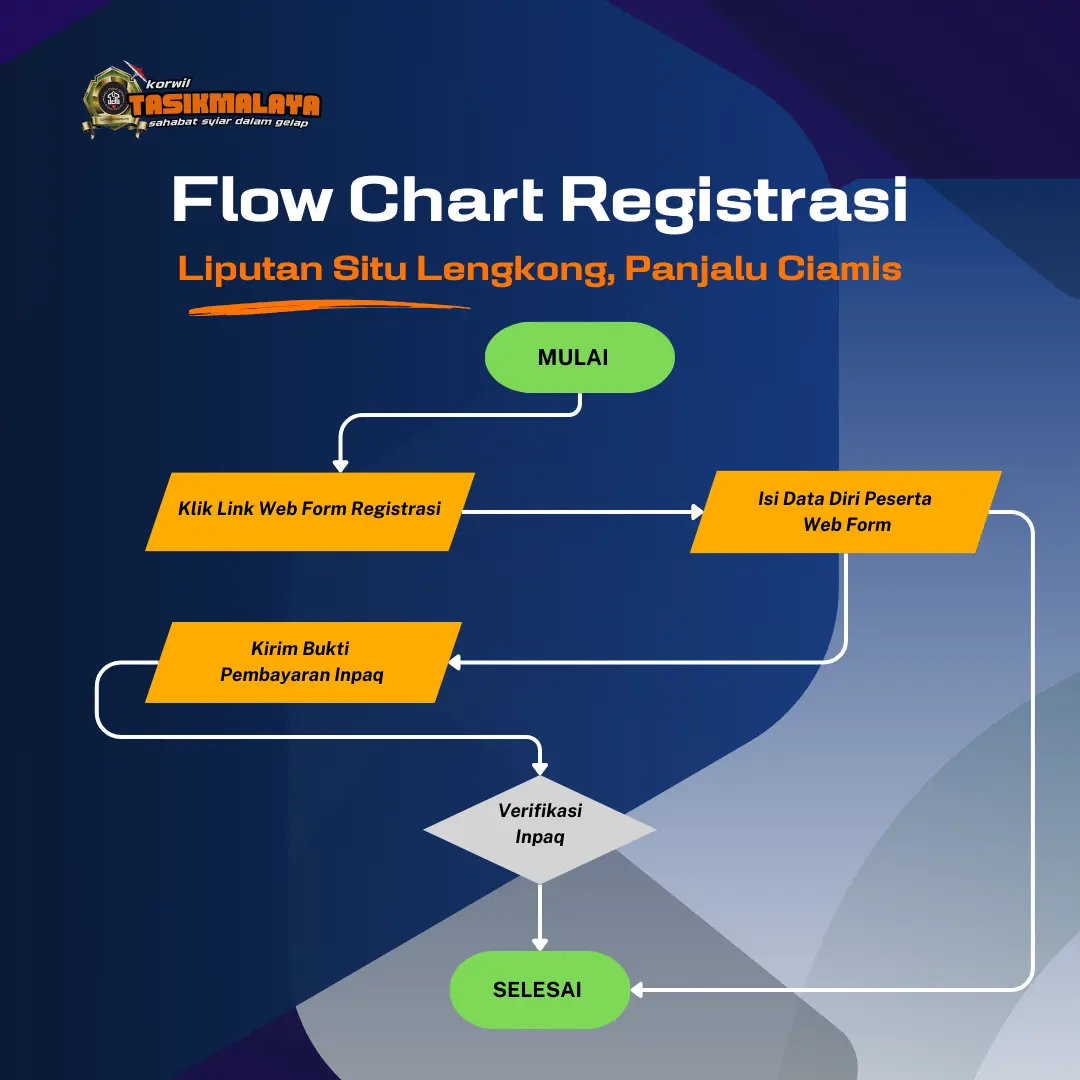 korwil
TASIKMALAYA
sahabat syiar dalam gelap
Flow Chart Registrasi
Liputan Situ Lengkong, Panjalu Ciamis
MULAI
Klik Link Web Form Registrasi
Isi Data Diri Peserta
Web Form
Kirim Bukti
Pembayaran Inpaq
Verifikasi
Inpaq
SELESAI